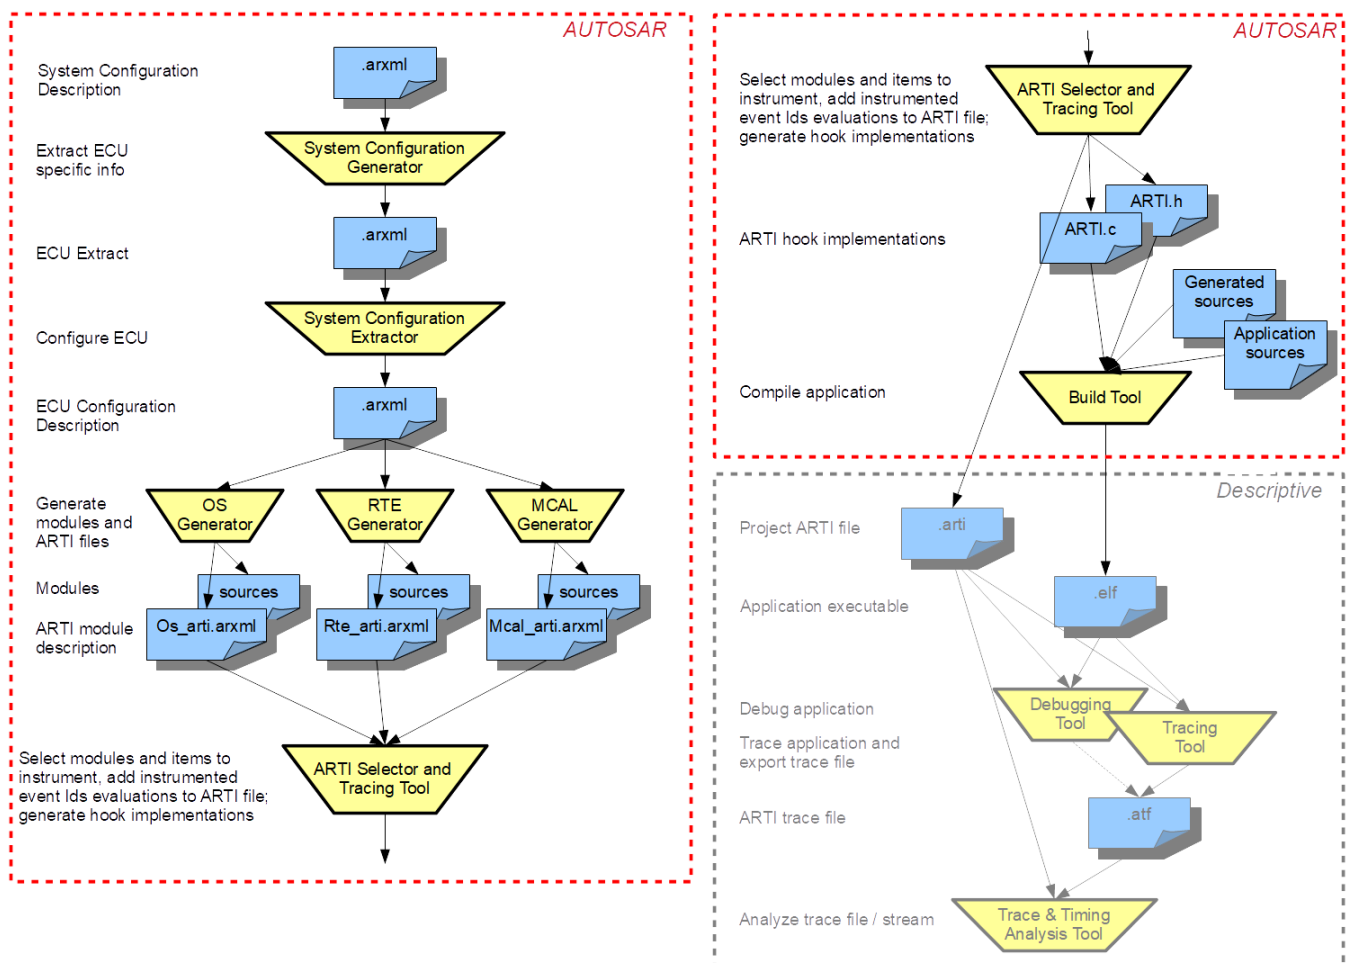 AUTOSAR
System Configuration
Description
.arxml
Extract ECU
specific info
System Configuration
Generator
ECU Extract
.arxml
Configure ECU
System Configuration
Extractor
ECU Configuration
Description
.arxml
Generate
modules and
ARTI files
OS
Generator
RTE
Generator
MCAL
Generator
Modules
sources
sources
sources
ARTI module
description
Os_arti.arxml
Rte_arti.arxml
Mcal_arti.arxml
Select modules and items to
instrument, add instrumented
event Ids evaluations to ARTI file;
generate hook implementations
ARTI Selector and
Tracing Tool
AUTOSAR
Select modules and items to
instrument, add instrumented
event Ids evaluations to ARTI file;
generate hook implementations
ARTI Selector and
Tracing Tool
ARTI hook implementations
ARTI.h
ARTI.c
Generated
sources
Application
sources
Compile application
Build Tool
Descriptive
Project ARTI file
.arti
Application executable
.elf
Debug application
Debugging
Tool
Trace application and
export trace file
Tracing
Tool
ARTI trace file
.atf
Analyze trace file / stream
Trace & Timing
Analysis Tool